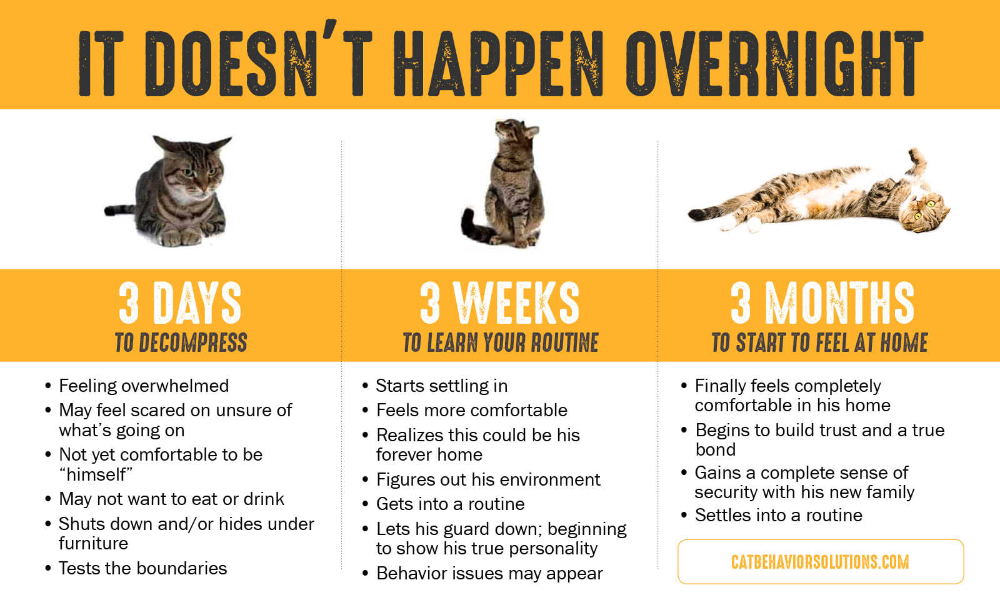 IT DOESN'T HAPPEN OVERNIGHT
3 DAYS
TO DECOMPRESS
• Feeling overwhelmed
• May feel scared on unsure of
what's going on
• Not yet comfortable to be
“himself”
• May not want to eat or drink
• Shuts down and/or hides under
furniture
• Tests the boundaries
3 WEEKS
TO LEARN YOUR ROUTINE
• Starts settling in
• Feels more comfortable
• Realizes this could be his
forever home
• Figures out his environment
• Gets into a routine
• Lets his guard down; beginning
to show his true personality
• Behavior issues may appear
3 MONTHS
TO START TO FEEL AT HOME
• Finally feels completely
comfortable in his home
• Begins to build trust and a true
bond
• Gains a complete sense of
security with his new family
• Settles into a routine
CATBEHAVIORSOLUTIONS.COM